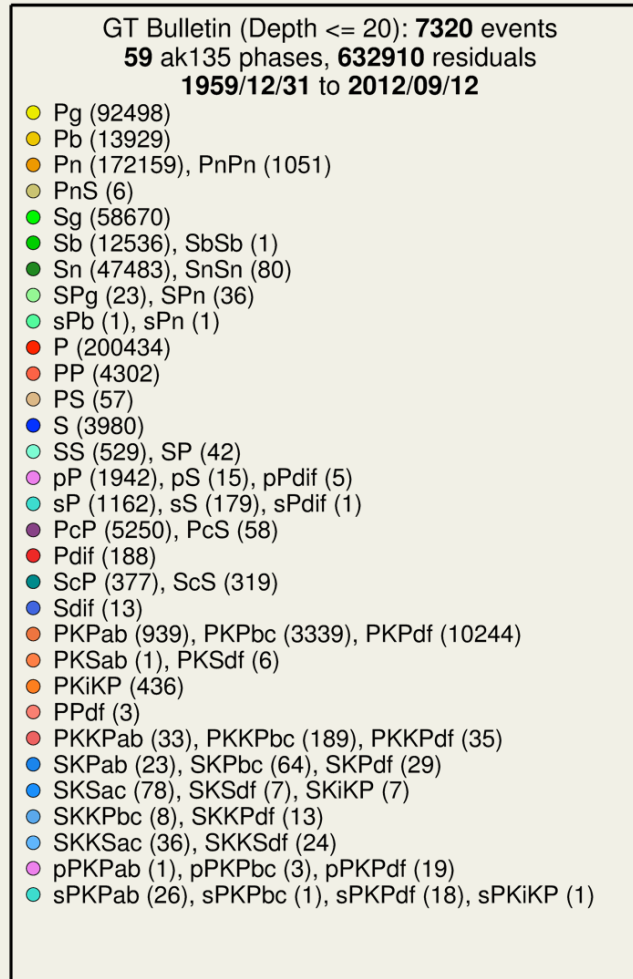 GT Bulletin (Depth <= 20): 7320 events
59 ak135 phases, 632910 residuals
1959/12/31 to 2012/09/12
Pg (92498)
Pb (13929)
Pn (172159), PnPn (1051)
PnS (6)
Sg (58670)
Sb (12536), SbSb (1)
Sn (47483), SnSn (80)
SPg (23), SPn (36)
sPb (1), sPn (1)
P (200434)
PP (4302)
PS (57)
S (3980)
SS (529), SP (42)
pP (1942), pS (15), pPdif (5)
sP (1162), sS (179), sPdif (1)
PcP (5250), PcS (58)
Pdif (188)
ScP (377), ScS (319)
Sdif (13)
PKPab (939), PKPbc (3339), PKPdf (10244)
PKSab (1), PKSdf (6)
PKiKP (436)
PPdf (3)
PKKPab (33), PKKPbc (189), PKKPdf (35)
SKPab (23), SKPbc (64), SKPdf (29)
SKSac (78), SKSdf (7), SKiKP (7)
SKKPbc (8), SKKPdf (13)
SKKSac (36), SKKSdf (24)
pPKPab (1), pPKPbc (3), pPKPdf (19)
sPKPab (26), sPKPbc (1), sPKPdf (18), sPKiKP (1)